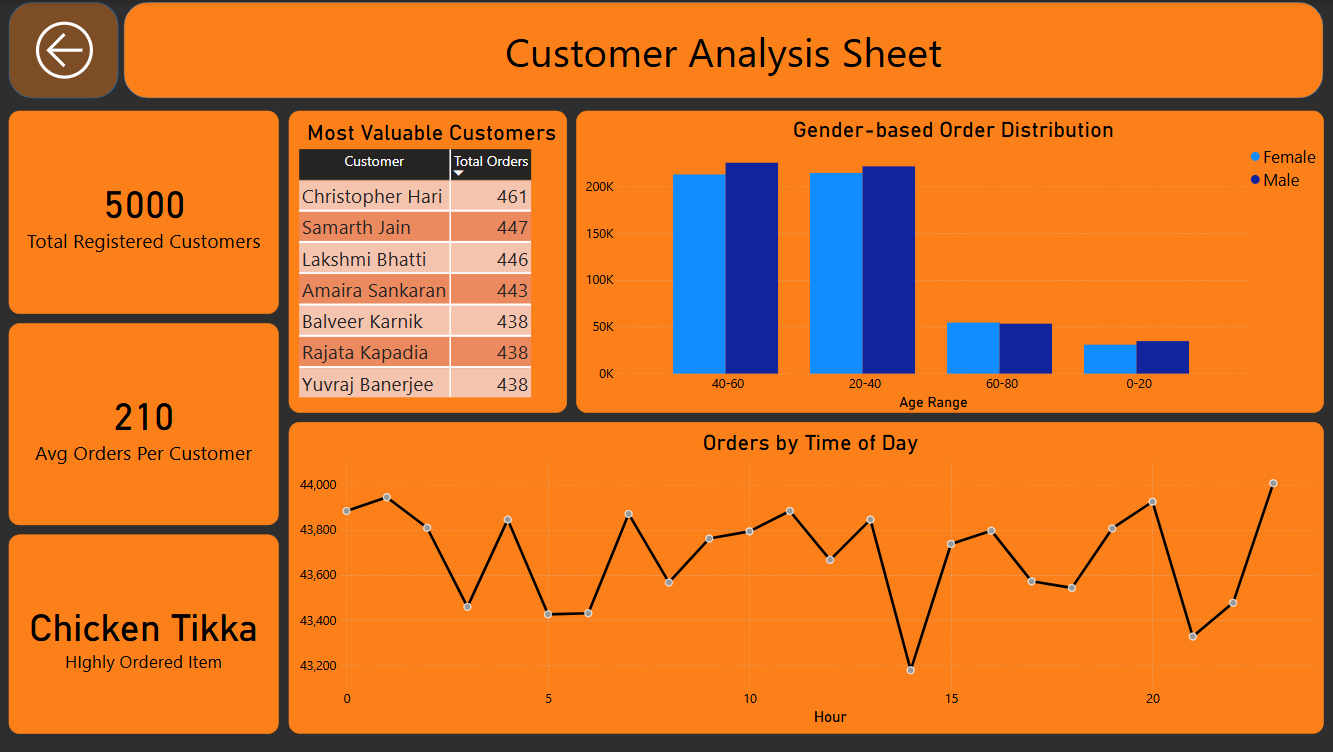 Customer Analysis Sheet
5000
Total Registered Customers
210
Avg Orders Per Customer
Chicken Tikka
HIghly Ordered Item
Most Valuable Customers
Customer Total Orders
Christopher Hari 461
Samarth Jain 447
Lakshmi Bhatti 446
Amaira Sankaran 443
Balveer Karnik 438
Rajata Kapadia 438
Yuvraj Banerjee 438
Gender-based Order Distribution
Female
Male
200K
150K
100K
50K
0K
40-60 20-40 60-80 0-20
Age Range
Orders by Time of Day
44,000
43,800
43,600
43,400
43,200
0 5 10 15 20
Hour